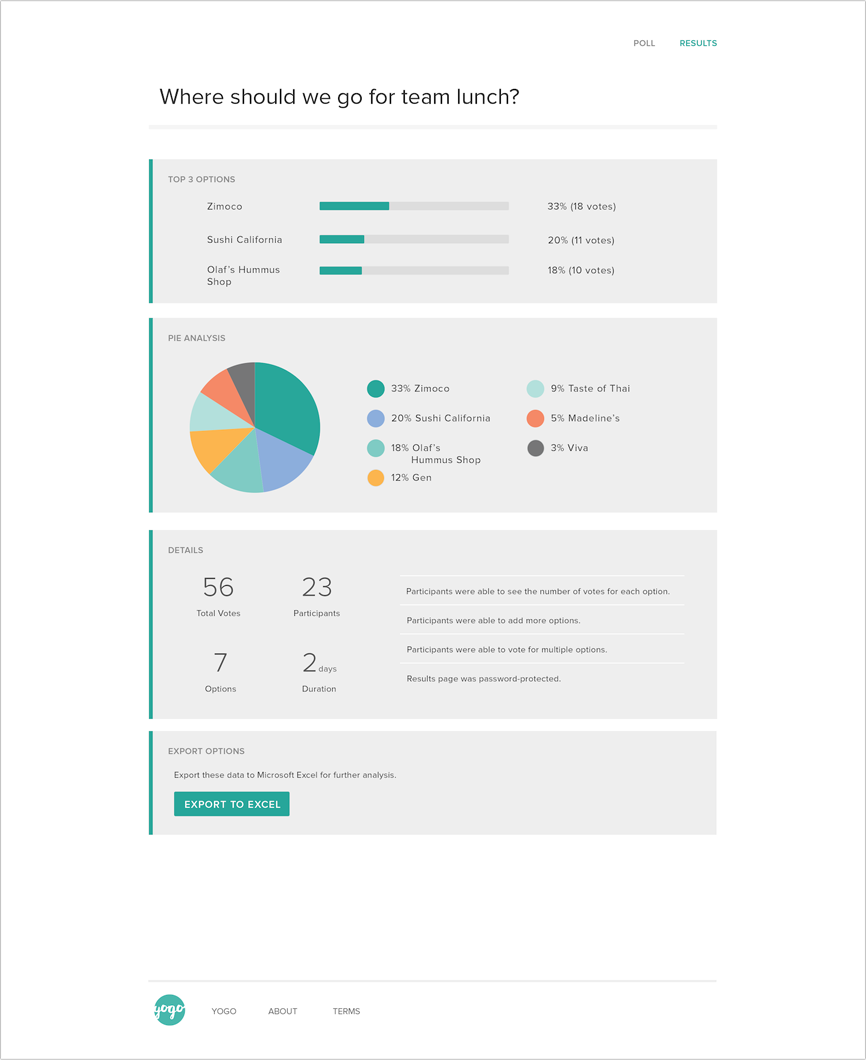 POLL RESULTS
Where should we go for team lunch?
TOP 3 OPTIONS
Zimoco 33% (18 votes)
Sushi California 20% (11 votes)
Olaf's Hummus 18% (10 votes)
Shop
PIE ANALYSIS
33% Zimoco 9% Taste of Thai
20% Sushi California 5% Madeline's
18% Olaf's 3% Viva
Hummus Shop
12% Gen
DETAILS
56 23
Total Votes Participants
7 2 days
Options Duration
Participants were able to see the number of votes for each option.
Participants were able to add more options.
Participants were able to vote for multiple options.
Results page was password-protected.
EXPORT OPTIONS
Export these data to Microsoft Excel for further analysis.
EXPORT TO EXCEL
yogo YOGO ABOUT TERMS